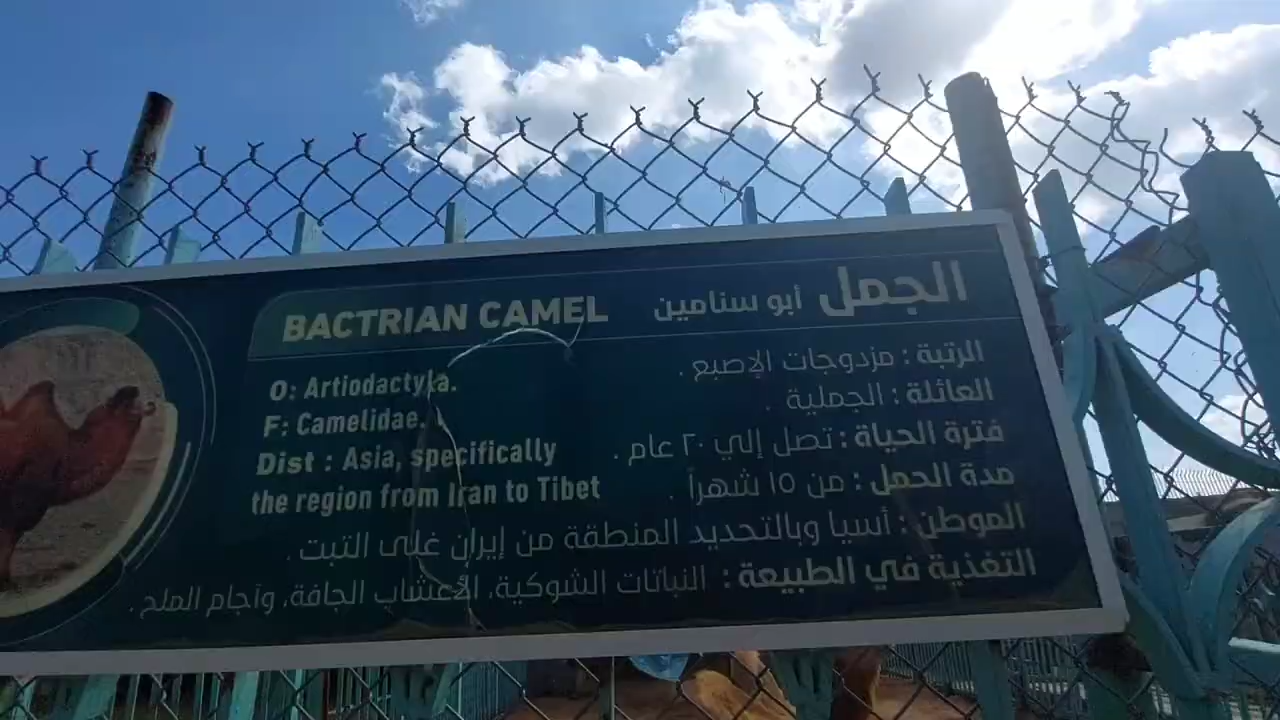 BACTRIAN CAMEL
الجمل أبو سنامين
O: Artiodactyla.
F: Camelidae.
Dist : Asia, specifically
the region from Iran to Tibet
الرتبة : مزدوجات الإصبع .
العائلة : الجملية .
فترة الحياة : تصل إلي ٢٠ عام .
مدة الحمل : من ١٥ شهراً .
الموطن : أسيا وبالتحديد المنطقة من إيران غلى التبت .
التغذية في الطبيعة : النباتات الشوكية، الأعشاب الجافة، وآجام الملح .